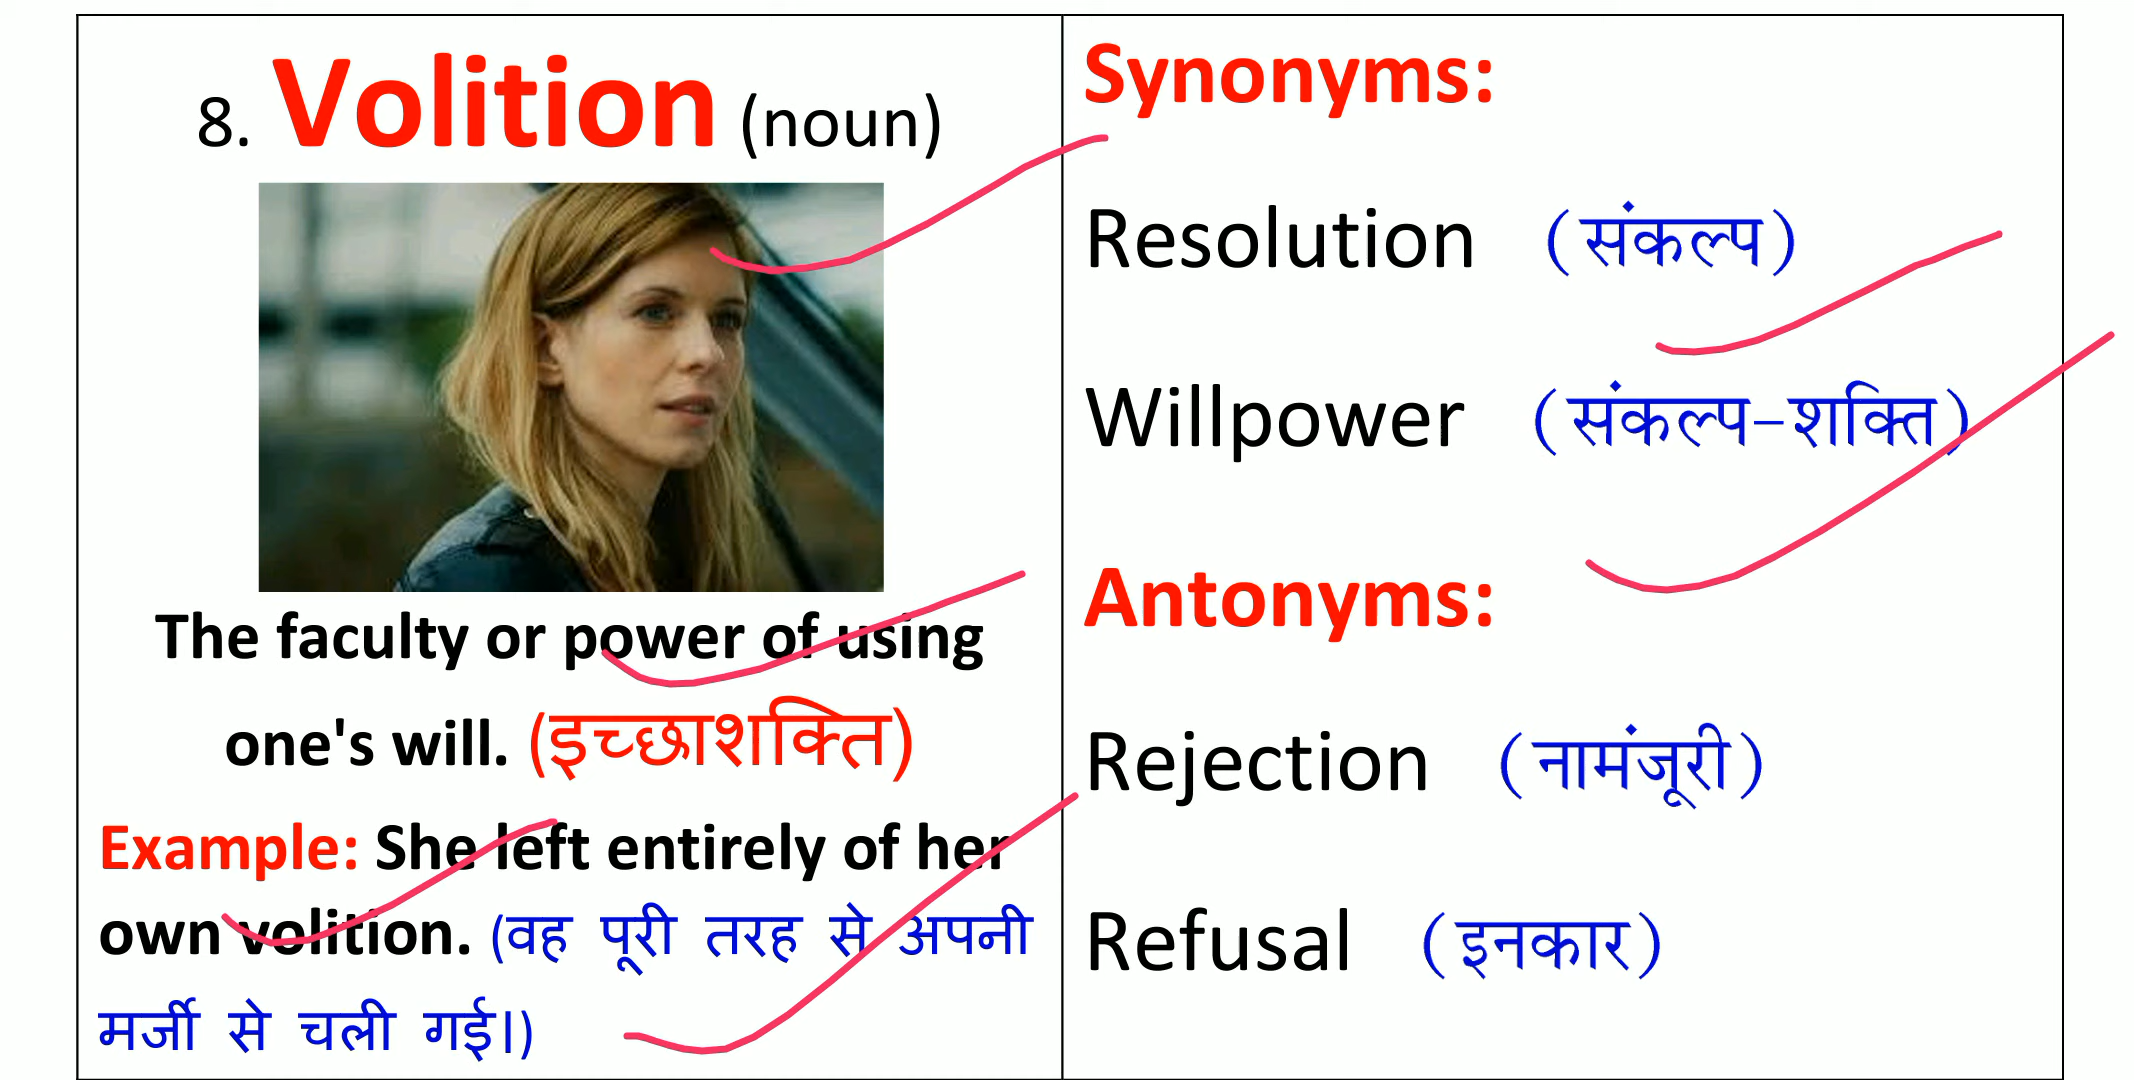 8. Volition (noun)
The faculty or power of using
one's will. (इच्छाशक्ति)
Example: She left entirely of her
own volition. (वह पूरी तरह से अपनी
मर्जी से चली गई।)
Synonyms:
Resolution (संकल्प)
Willpower (संकल्प-शक्ति)
Antonyms:
Rejection (नामंजूरी)
Refusal (इनकार)